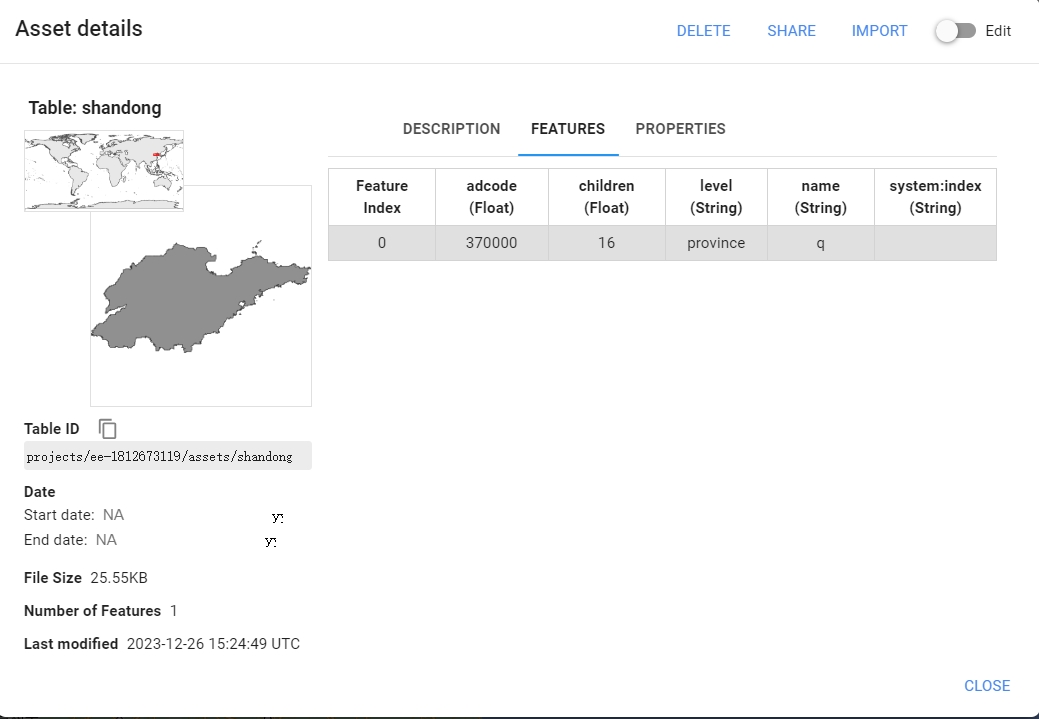 Asset details
DELETE SHARE IMPORT Edit
Table: shandong
DESCRIPTION FEATURES PROPERTIES
Feature Index adcode (Float) children (Float) level (String) name (String) system:index (String)
0 370000 16 province q
Table ID
projects/ee-1812673119/assets/shandong
Date
Start date: NA
End date: NA
File Size 25.55KB
Number of Features 1
Last modified 2023-12-26 15:24:49 UTC
CLOSE